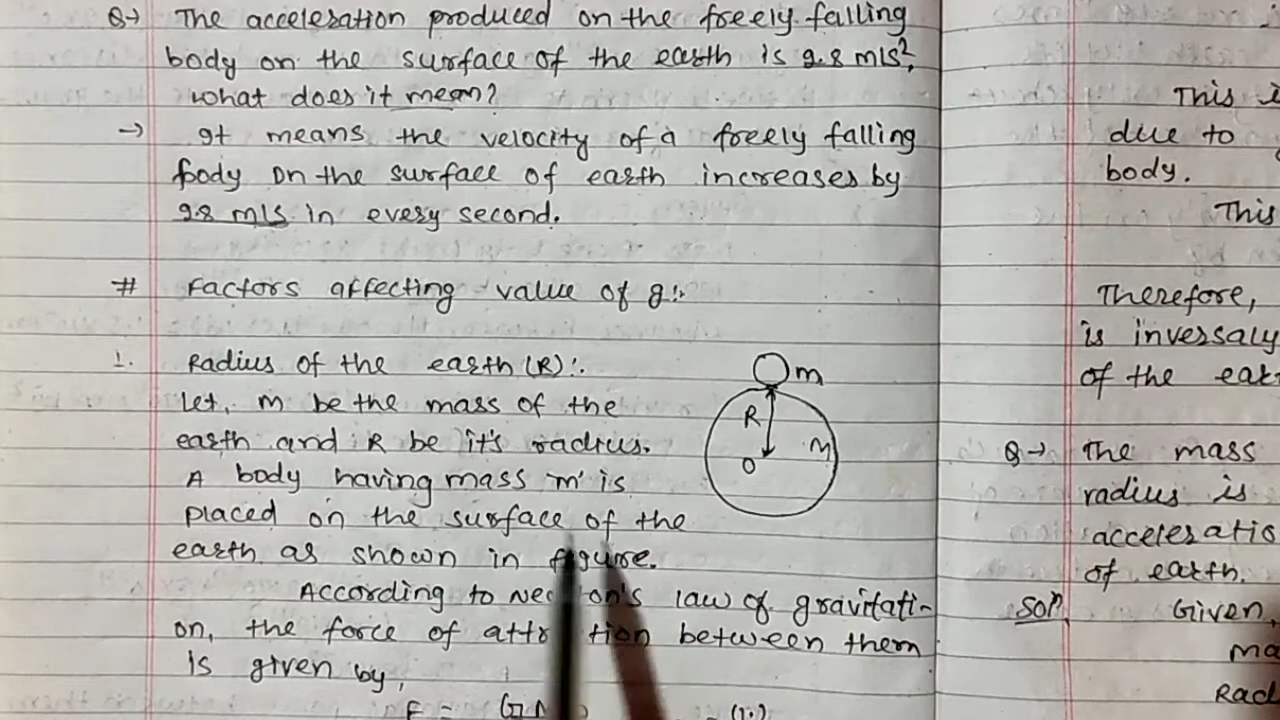 Q→ The acceleration produced on the freely falling
body on the surface of the earth is 9.8 m/s².
what does it mean?
→ It means the velocity of a freely falling
body on the surface of earth increases by
9.8 m/s in every second.
# Factors affecting value of g:.
1. Radius of the earth (R):.
Let, M be the mass of the
earth and R be it's radius.
A body having mass 'm' is
placed on the surface of the
earth as shown in figure.
According to Newton's law of gravitati-
on, the force of attraction between them
is given by,
F = GM (1.)
m
R
O
M
This
due to
body.
This
Therefore,
is inversaly
of the
Q→ The mass
radius is
of earth.
Sol^n, Given,